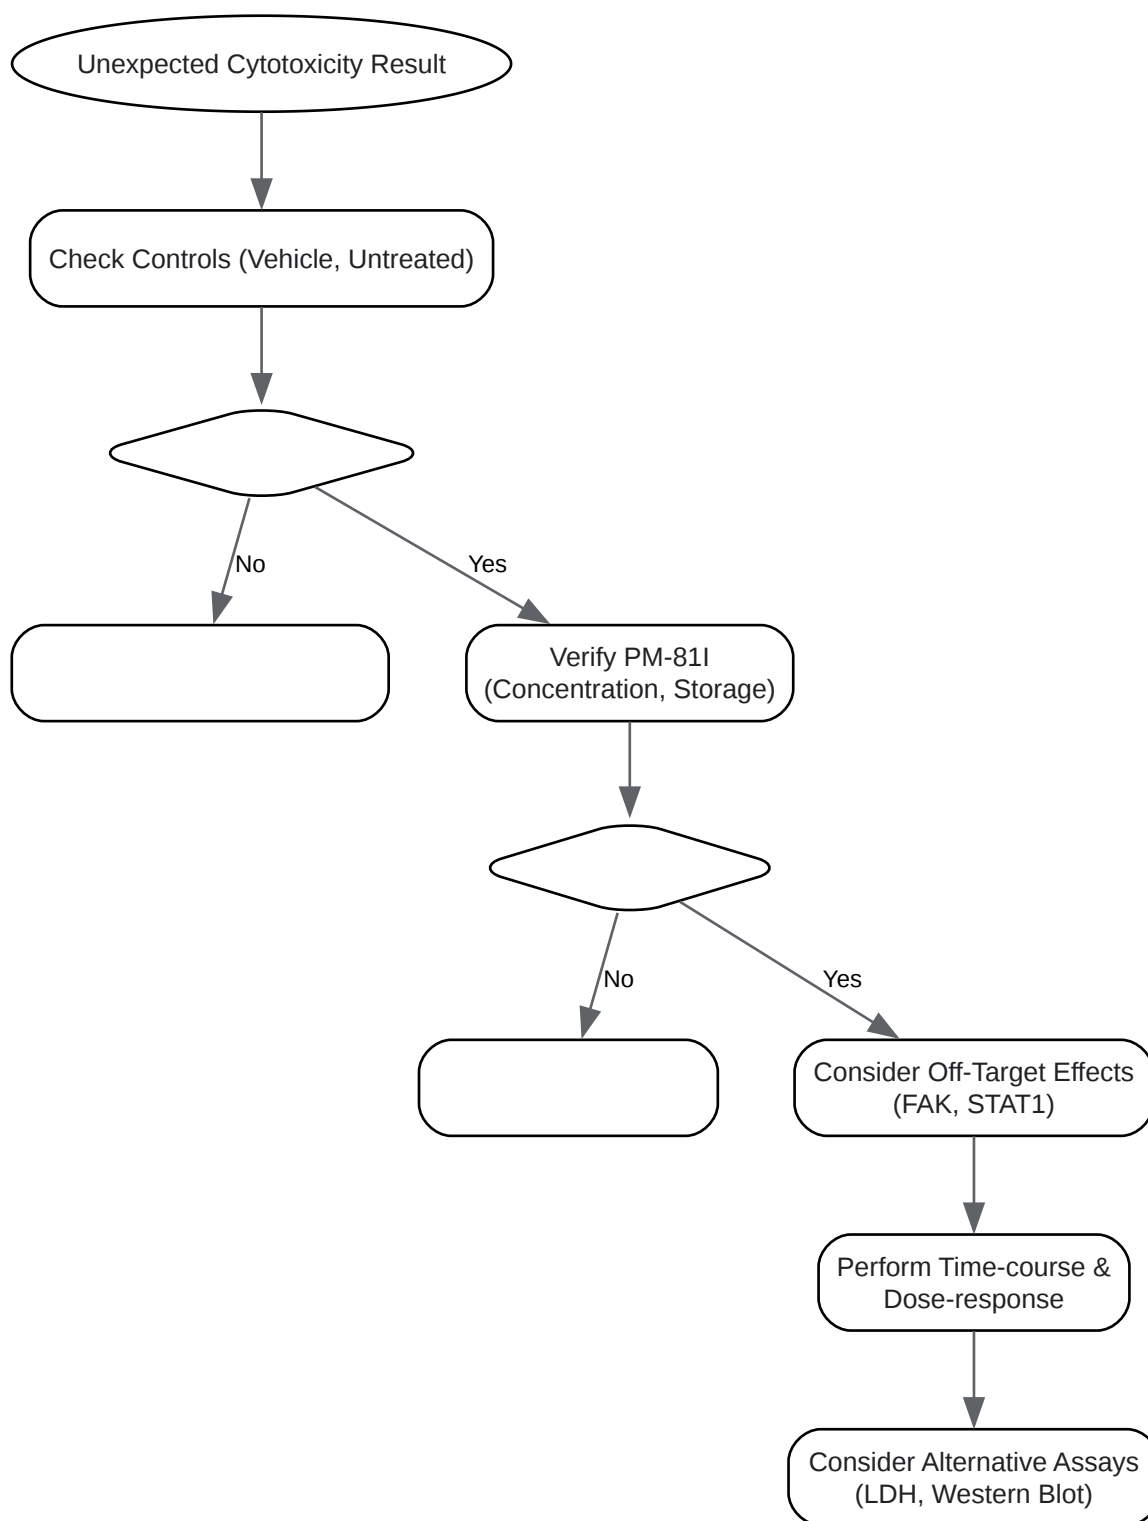 Unexpected Cytotoxicity Result
Check Controls (Vehicle, Untreated)
No
Yes
Verify PM-81I
(Concentration, Storage)
No
Yes
Consider Off-Target Effects
(FAK, STAT1)
Perform Time-course &
Dose-response
Consider Alternative Assays
(LDH, Western Blot)